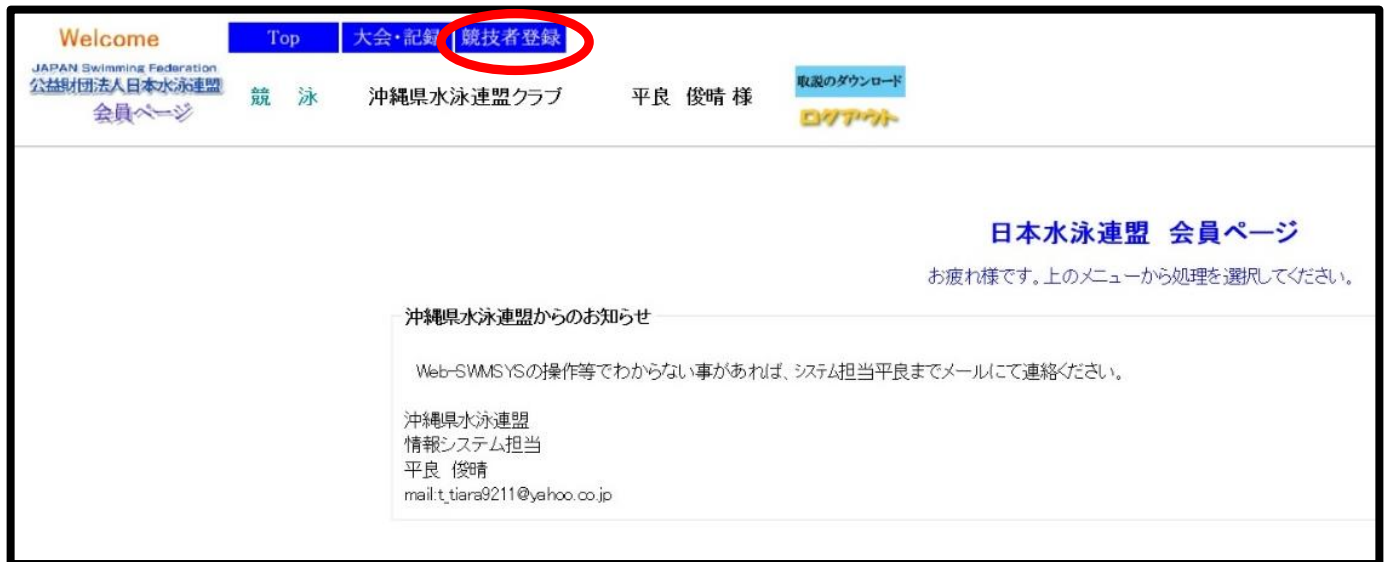 Welcome
Top
大会・記録
競技者登録
JAPAN Swimming Federation
公益財団法人日本水泳連盟
会員ページ
競　泳
沖縄県水泳連盟クラブ
平良 俊晴 様
取説のダウンロード
ログアウト
日本水泳連盟 会員ページ
お疲れ様です。上のメニューから処理を選択してください。
沖縄県水泳連盟からのお知らせ
Web-SWMSYSの操作等でわからない事があれば、システム担当平良までメールにて連絡ください。
沖縄県水泳連盟
情報システム担当
平良 俊晴
mail:t_tiara9211@yahoo.co.jp